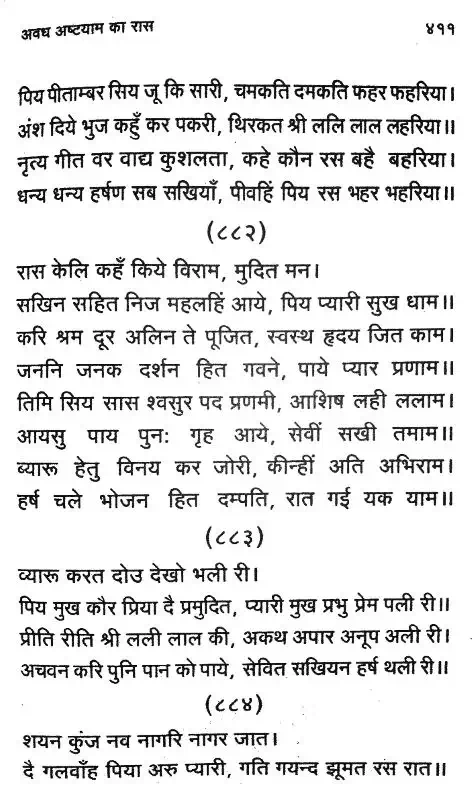 अवध अष्टयाम का रास ४११
पिय पीताम्बर सिय जू कि सारी, चमकति दमकति फहर फहरिया।
अंश दिये भुज कहुँ कर पकरी, थिरकत श्री ललि लाल लहरिया॥
नृत्य गीत वर वाद्य कुशलता, कहे कौन रस बहै बहरिया।
धन्य धन्य हर्षण सब सखियाँ, पीवहिं पिय रस भहर भहरिया॥
(८८२)
रास केलि कहँ किये विराम, मुदित मन।
सखिन सहित निज महलहिं आये, पिय प्यारी सुख धाम॥
करि श्रम दूर अलिन ते पूजित, स्वस्थ हृदय जित काम।
जननि जनक दर्शन हित गवने, पाये प्यार प्रणाम॥
तिमि सिय सास श्वसुर पद प्रणमी, आशिष लही ललाम।
आयसु पाय पुनः गृह आये, सेवीं सखी तमाम॥
ब्यारू हेतु विनय कर जोरी, कीन्हीं अति अभिराम।
हर्ष चले भोजन हित दम्पति, रात गई यक याम॥
(८८३)
व्यारू करत दोउ देखो भली री।
पिय मुख कौर प्रिया दै प्रमुदित, प्यारी मुख प्रभु प्रेम पली री॥
प्रीति रीति श्री लली लाल की, अकथ अपार अनूप अली री।
अचवन करि पुनि पान को पाये, सेवित सखियन हर्ष थली री॥
(८८४)
शयन कुंज नव नागरि नागर जात।
दै गलवाँह पिया अरु प्यारी, गति गयन्द झूमत रस रात॥